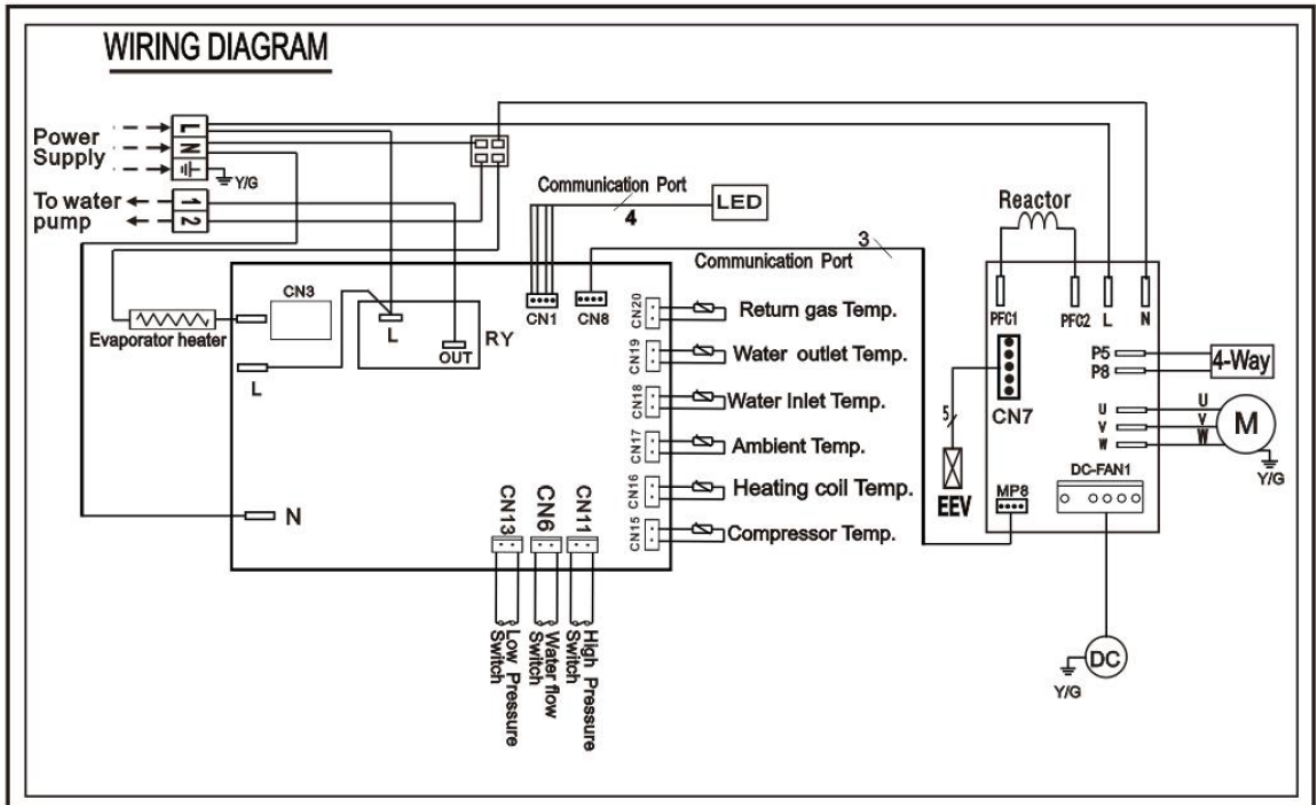 WIRING DIAGRAM
Power
Supply
L
N
Y/G
To water
pump
1
2
Communication Port
4
LED
3
Communication Port
Reactor
CN3
Evaporator heater
L
L
OUT
RY
CN1
CN8
N
CN20
Return gas Temp.
CN19
Water outlet Temp.
CN18
Water Inlet Temp.
CN17
Ambient Temp.
CN16
Heating coil Temp.
CN15
Compressor Temp.
CN13
CN6
CN11
Low Pressure
Switch
Water flow
Switch
High Pressure
Switch
PFC1
PFC2
L
N
P5
P8
4-Way
CN7
5
EEV
U
V
W
U
V
W
M
Y/G
DC-FAN1
MP8
DC
Y/G